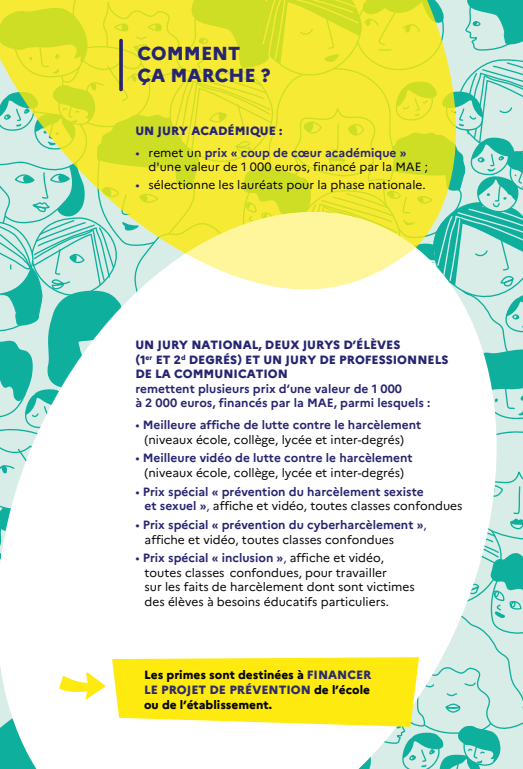 COMMENT
ÇA MARCHE ?
UN JURY ACADÉMIQUE :
• remet un prix « coup de cœur académique »
d'une valeur de 1 000 euros, financé par la MAE ;
• sélectionne les lauréats pour la phase nationale.
UN JURY NATIONAL, DEUX JURYS D'ÉLÈVES
(1er ET 2d DEGRÉS) ET UN JURY DE PROFESSIONNELS
DE LA COMMUNICATION
remettent plusieurs prix d'une valeur de 1 000
à 2 000 euros, financés par la MAE, parmi lesquels :
• Meilleure affiche de lutte contre le harcèlement
(niveaux école, collège, lycée et inter-degrés)
• Meilleure vidéo de lutte contre le harcèlement
(niveaux école, collège, lycée et inter-degrés)
• Prix spécial « prévention du harcèlement sexiste
et sexuel », affiche et vidéo, toutes classes confondues
• Prix spécial « prévention du cyberharcèlement »,
affiche et vidéo, toutes classes confondues
• Prix spécial « inclusion », affiche et vidéo,
toutes classes confondues, pour travailler
sur les faits de harcèlement dont sont victimes
des élèves à besoins éducatifs particuliers.
Les primes sont destinées à FINANCER
LE PROJET DE PRÉVENTION de l'école
ou de l'établissement.